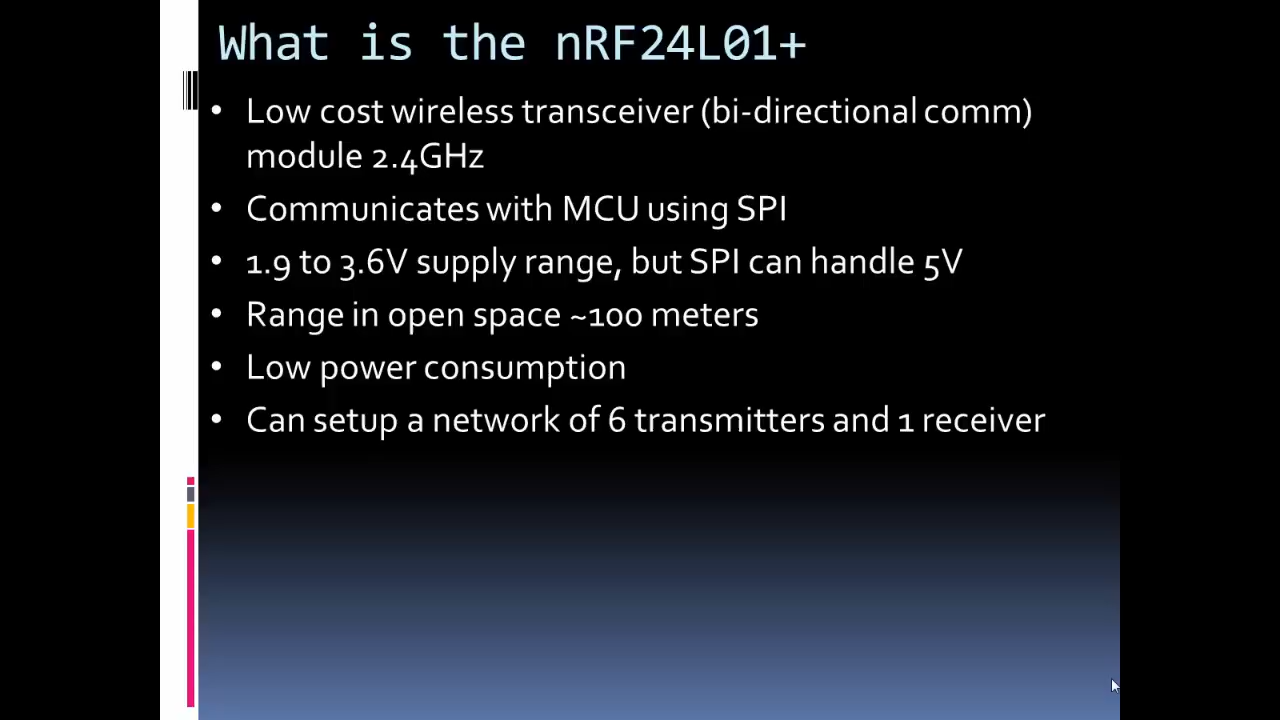 What is the nRF24L01+
• Low cost wireless transceiver (bi-directional comm)
module 2.4GHz
• Communicates with MCU using SPI
• 1.9 to 3.6V supply range, but SPI can handle 5V
• Range in open space ~100 meters
• Low power consumption
• Can setup a network of 6 transmitters and 1 receiver